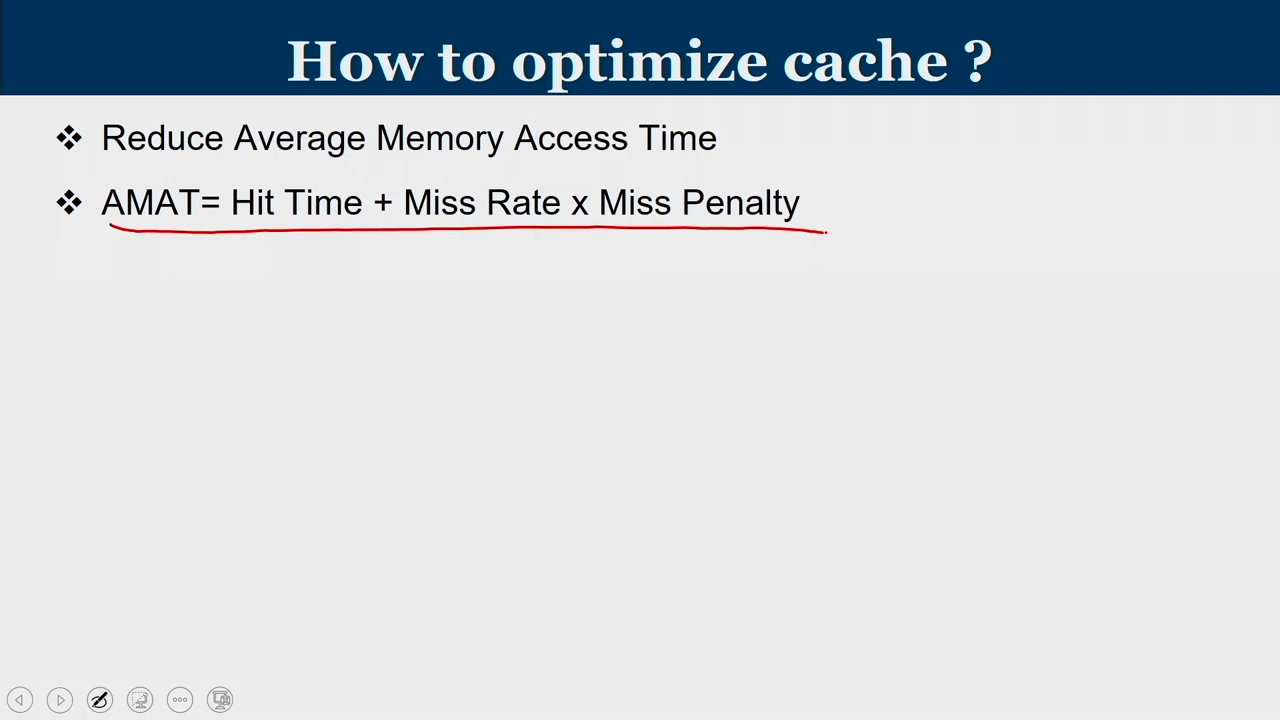 How to optimize cache ?
❖ Reduce Average Memory Access Time
❖ AMAT= Hit Time + Miss Rate x Miss Penalty